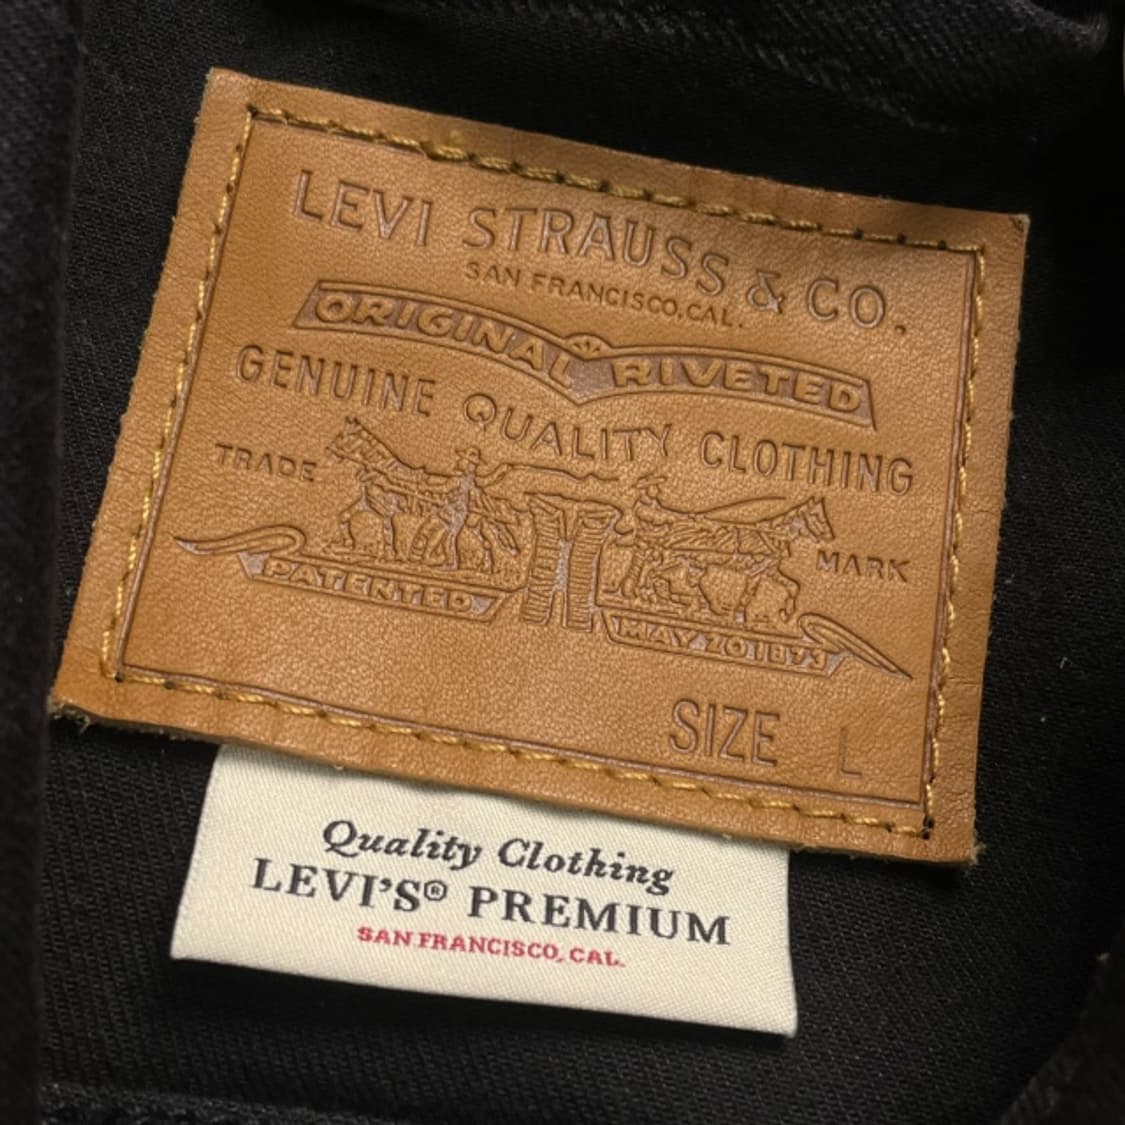 LEVI STRAUSS & CO.
SAN FRANCISCO, CAL.
ORIGINAL RIVETED
GENUINE QUALITY CLOTHING
TRADE MARK
PATENTED MAY 20 1873
SIZE L
Quality Clothing
LEVI'S® PREMIUM
SAN FRANCISCO, CAL.